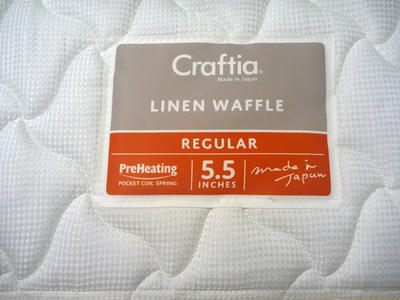 Craftia®
Made in Japan
LINEN WAFFLE
REGULAR
PreHeating
POCKET COIL SPRING
5.5
INCHES
made in
Japan